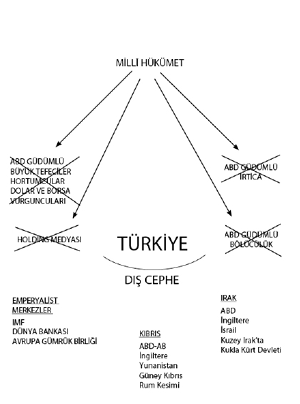 MİLLİ HÜKÜMET
ABD GÜDÜMLÜ
BÜYÜK TEFECİLER
HORTUMCULAR
DOLAR VE BORSA
VURGUNCULARI
ABD GÜDÜMLÜ
İRTİCA
HOLDİNG MEDYASI
ABD GÜDÜMLÜ
BÖLÜCÜLÜK
TÜRKİYE
DIŞ CEPHE
EMPERYALİST
MERKEZLER
IMF
DÜNYA BANKASI
AVRUPA GÜMRÜK BİRLİĞİ
KIBRIS
ABD-AB
İngiltere
Yunanistan
Güney Kıbrıs
Rum Kesimi
IRAK
ABD
İngiltere
İsrail
Kuzey Irak'ta
Kukla Kürt Devleti